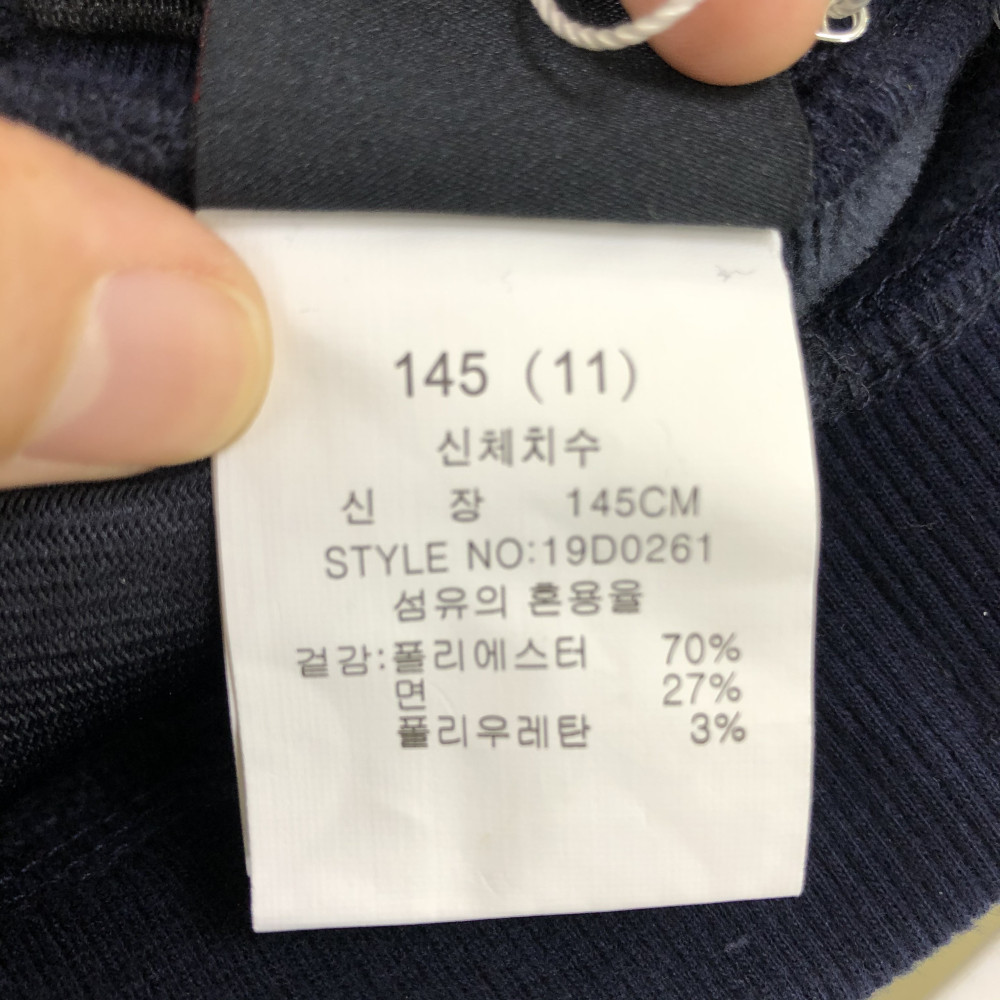 145 (11)
신체치수
신 장 145CM
STYLE NO:19D0261
섬유의 혼용율
겉감:폴리에스터 70%
면 27%
폴리우레탄 3%